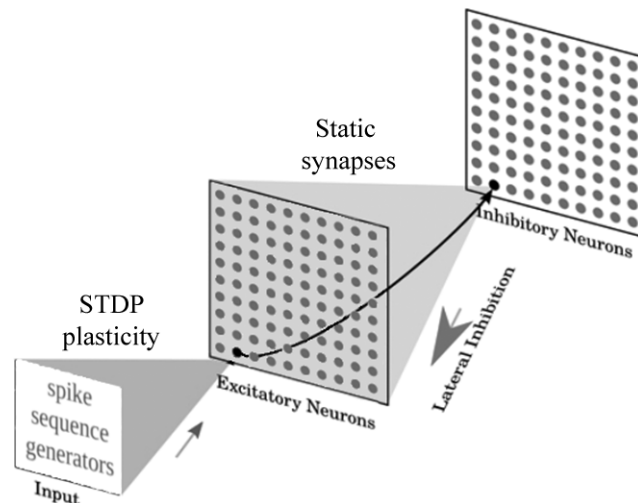 Static
synapses
Inhibitory Neurons
STDP
plasticity
Lateral Inhibition
Excitatory Neurons
spike
sequence
generators
Input